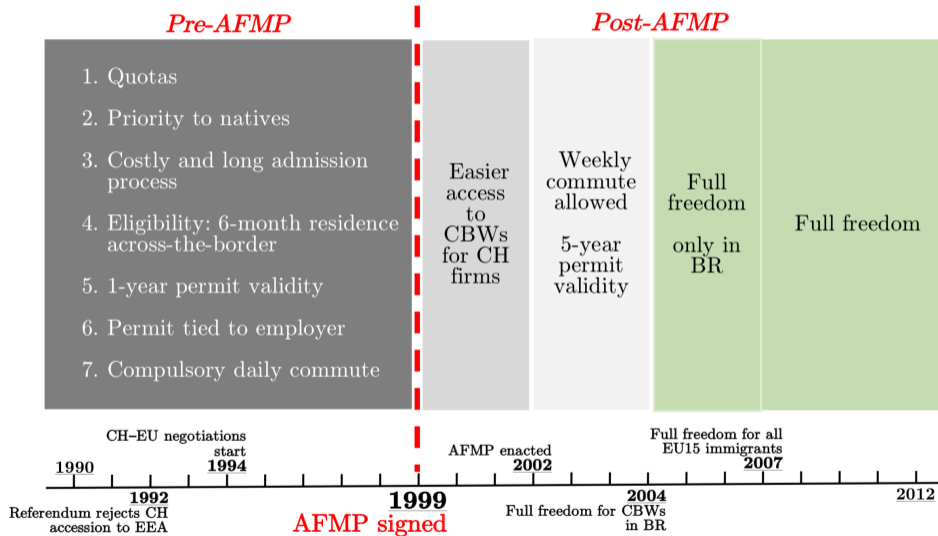 Pre-AFMP
Post-AFMP
1. Quotas
2. Priority to natives
3. Costly and long admission
process
4. Eligibility: 6-month residence
across-the-border
5. 1-year permit validity
6. Permit tied to employer
7. Compulsory daily commute
Easier
access
to
CBWs
for CH
firms
Weekly
commute
allowed
5-year
permit
validity
Full
freedom
only in
BR
Full freedom
CH–EU negotiations
start
1994
AFMP enacted
2002
Full freedom for all
EU15 immigrants
2007
1990
1992
Referendum rejects CH
accession to EEA
1999
AFMP signed
2004
Full freedom for CBWs
in BR
2012